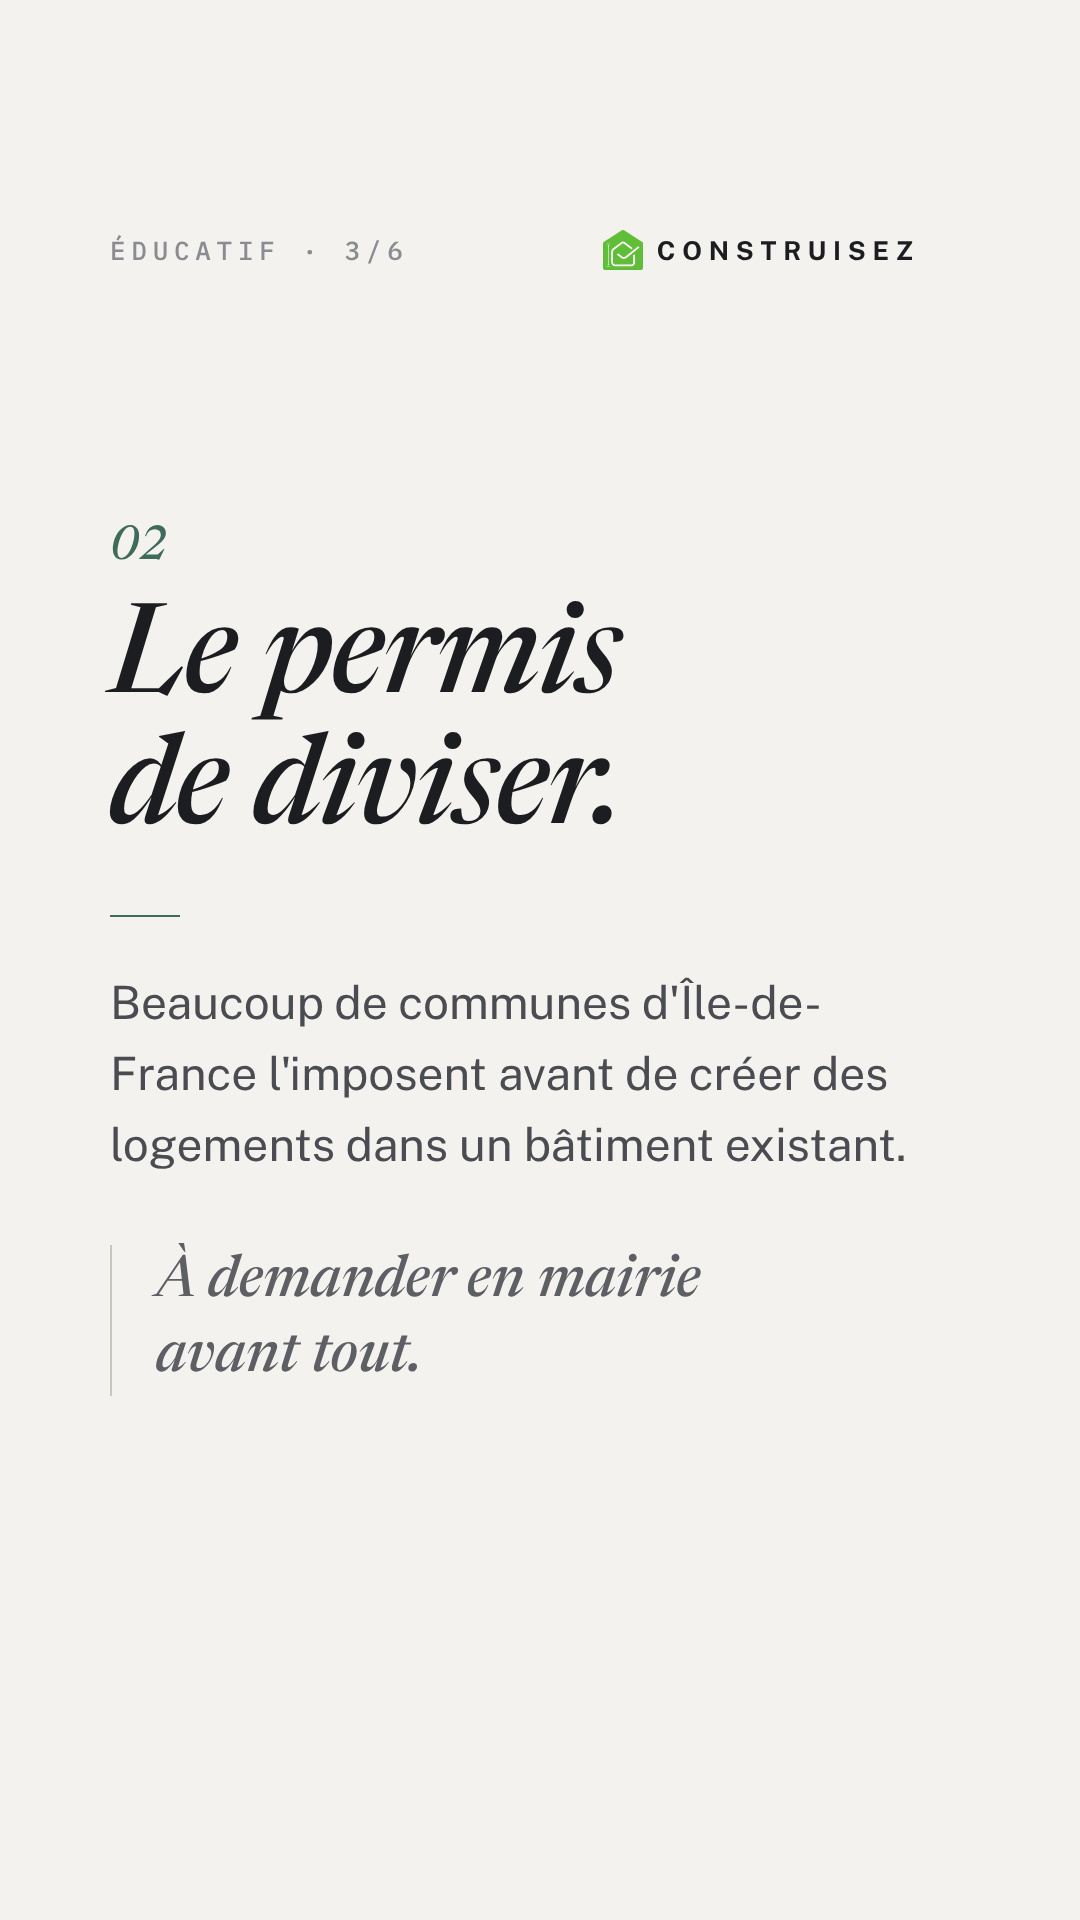 ÉDUCATIF · 3/6
CONSTRUISEZ
02
Le permis
de diviser.
Beaucoup de communes d'Île-de-
France l'imposent avant de créer des
logements dans un bâtiment existant.
À demander en mairie
avant tout.